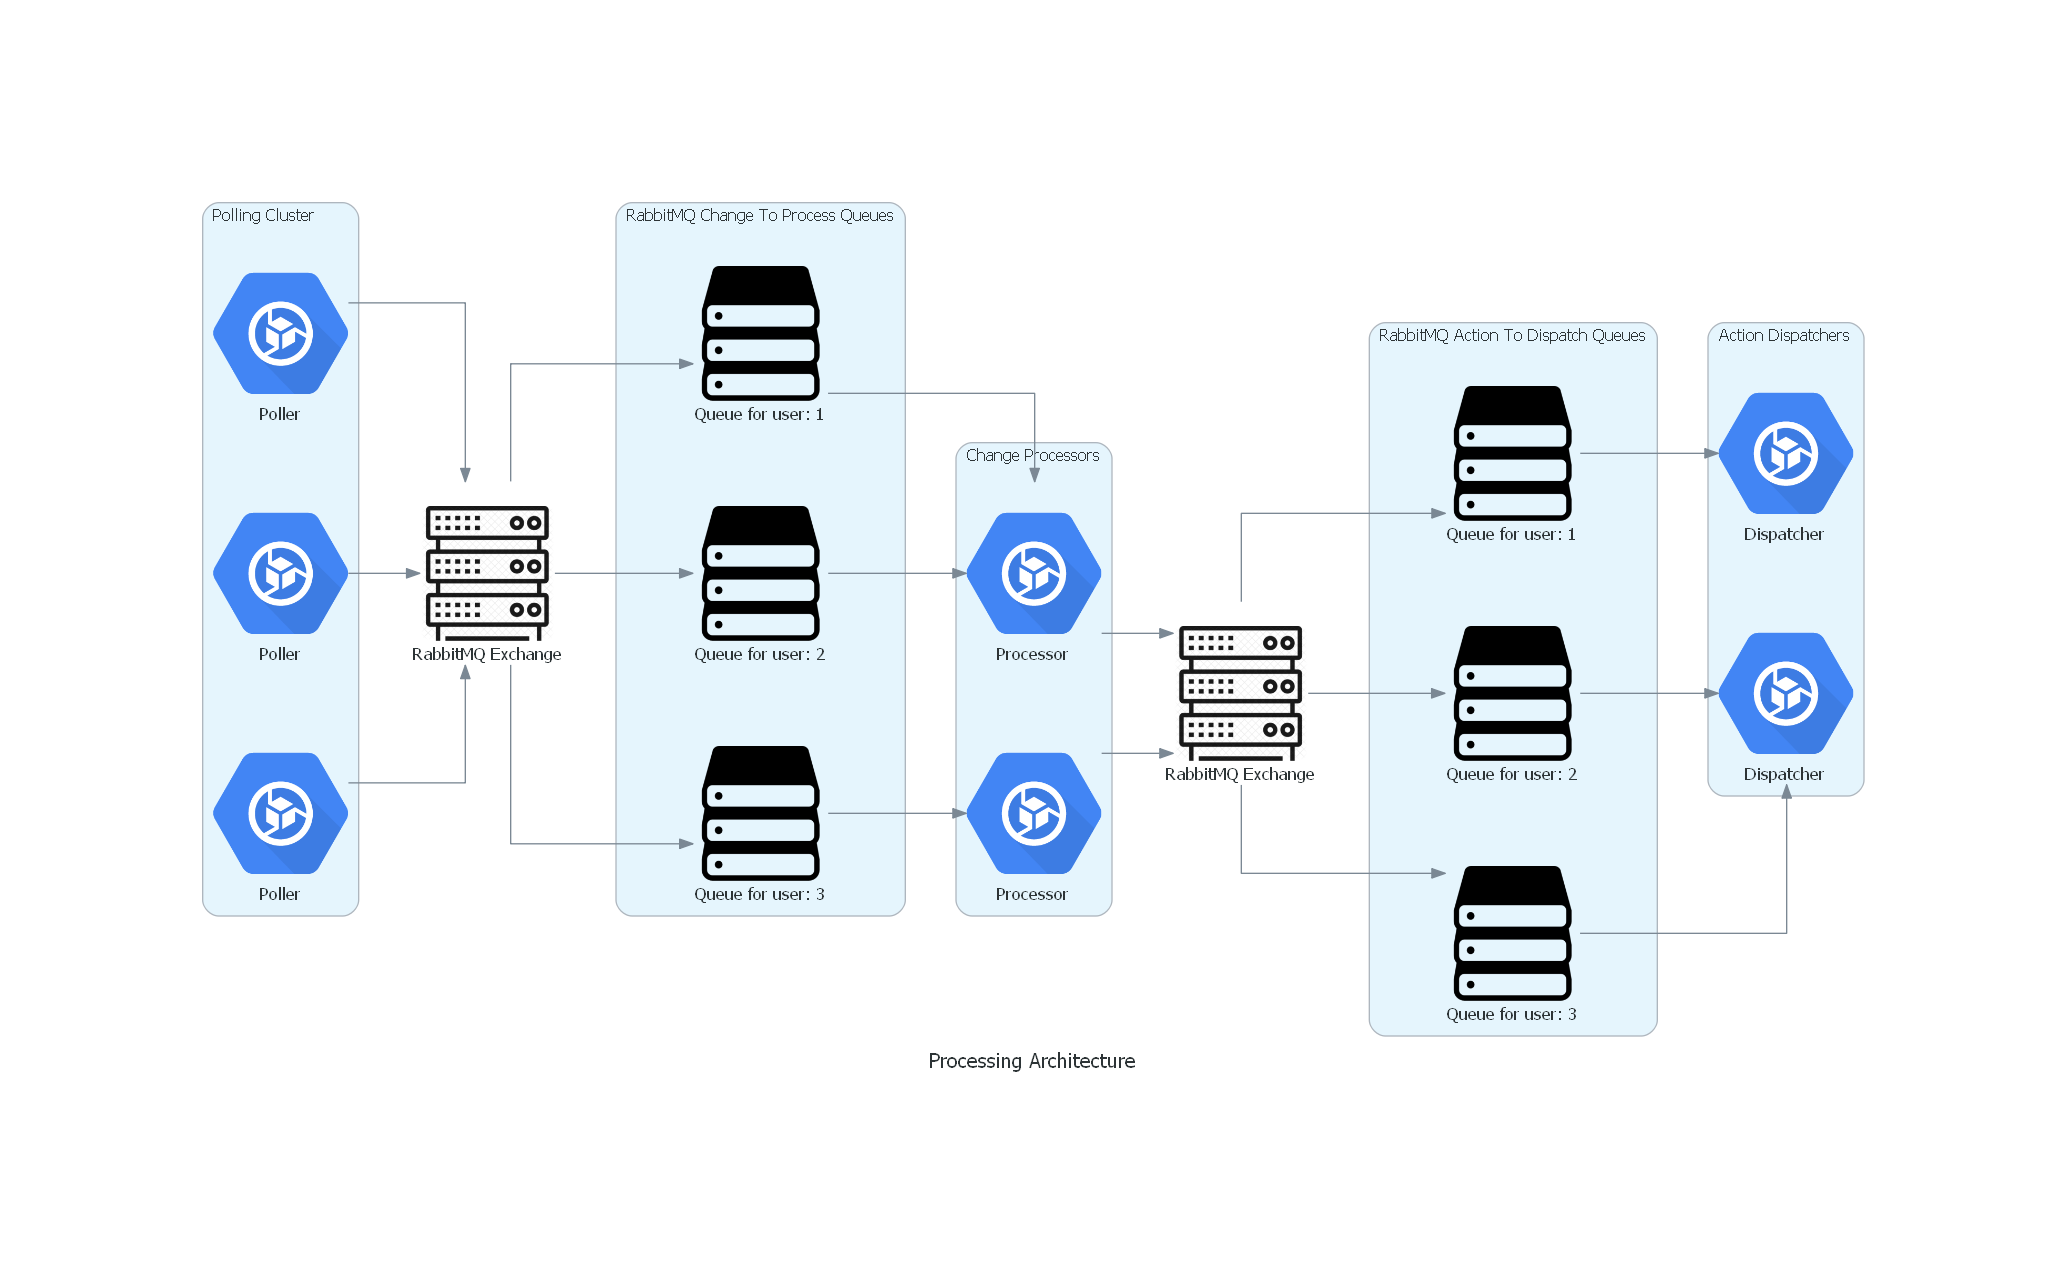 Polling Cluster
Poller
Poller
Poller
RabbitMQ Exchange
RabbitMQ Change To Process Queues
Queue for user: 1
Queue for user: 2
Queue for user: 3
Change Processors
Processor
Processor
RabbitMQ Exchange
RabbitMQ Action To Dispatch Queues
Queue for user: 1
Queue for user: 2
Queue for user: 3
Action Dispatchers
Dispatcher
Dispatcher
Processing Architecture